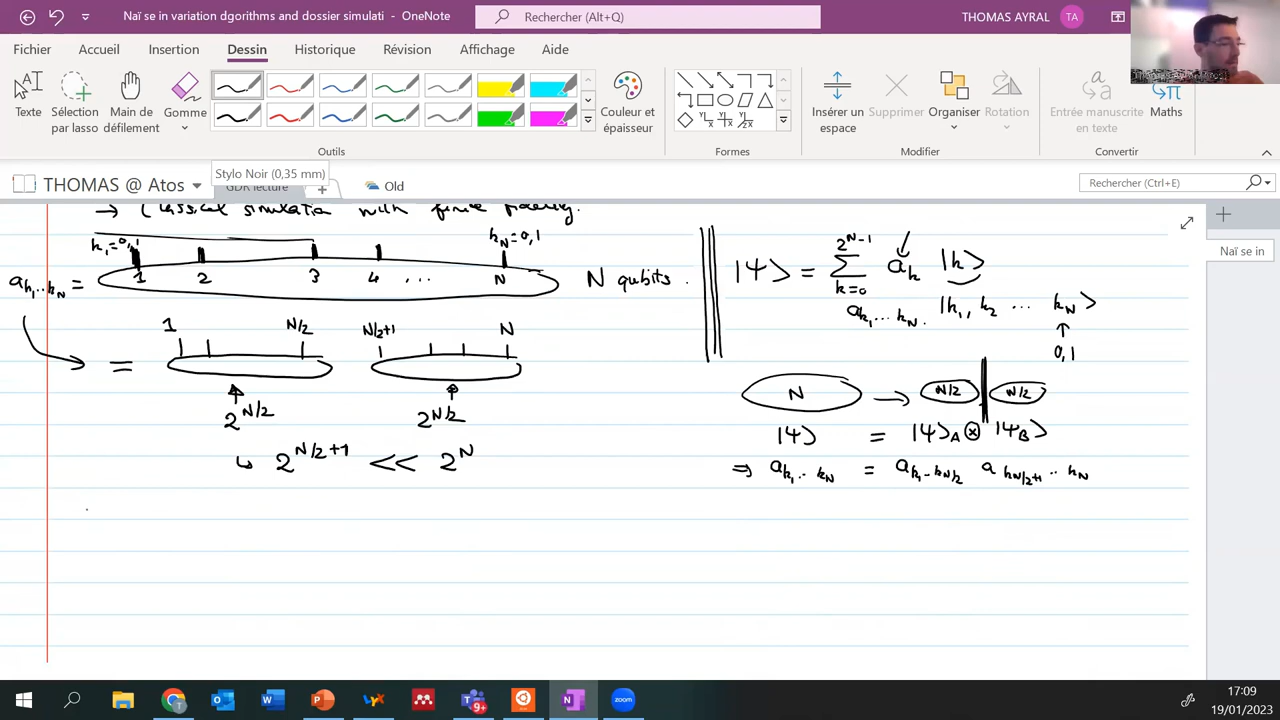 Naï se in variation dgorithms and dossier simulati - OneNote
Rechercher (Alt+Q)
THOMAS AYRAL
TA
Fichier
Accueil
Insertion
Dessin
Historique
Révision
Affichage
Aide
Texte
Sélection par lasso
Main de défilement
Gomme
Couleur et épaisseur
Insérer un espace
Supprimer
Organiser
Rotation
Entrée manuscrite en texte
Maths
Outils
Formes
Modifier
Convertir
Stylo Noir (0,35 mm)
THOMAS @ Atos
GDR lecture
Old
Rechercher (Ctrl+E)
Naï se in
→ Classical simulation with finite fidelity.
k₁=0,1
k_N=0,1
a_{k₁...k_N} =
1 2 3 4 ... N
N qubits.
= 1 N/2 N/2+1 N
2^{N/2} 2^{N/2}
↳ 2^{N/2+1} << 2^N
|ψ⟩ = Σ_{k=0}^{2^{N-1}} a_k |k⟩
a_{k₁...k_N}. |k₁, k₂ ... k_N⟩
↑
0,1
N → N/2 | N/2
|ψ⟩ = |ψ⟩_A ⊗ |ψ_B⟩
⇒ a_{k₁...k_N} = a_{k₁...k_{N/2}} a_{k_{N/2+1}...k_N}
9+
zoom
17:09
19/01/2023